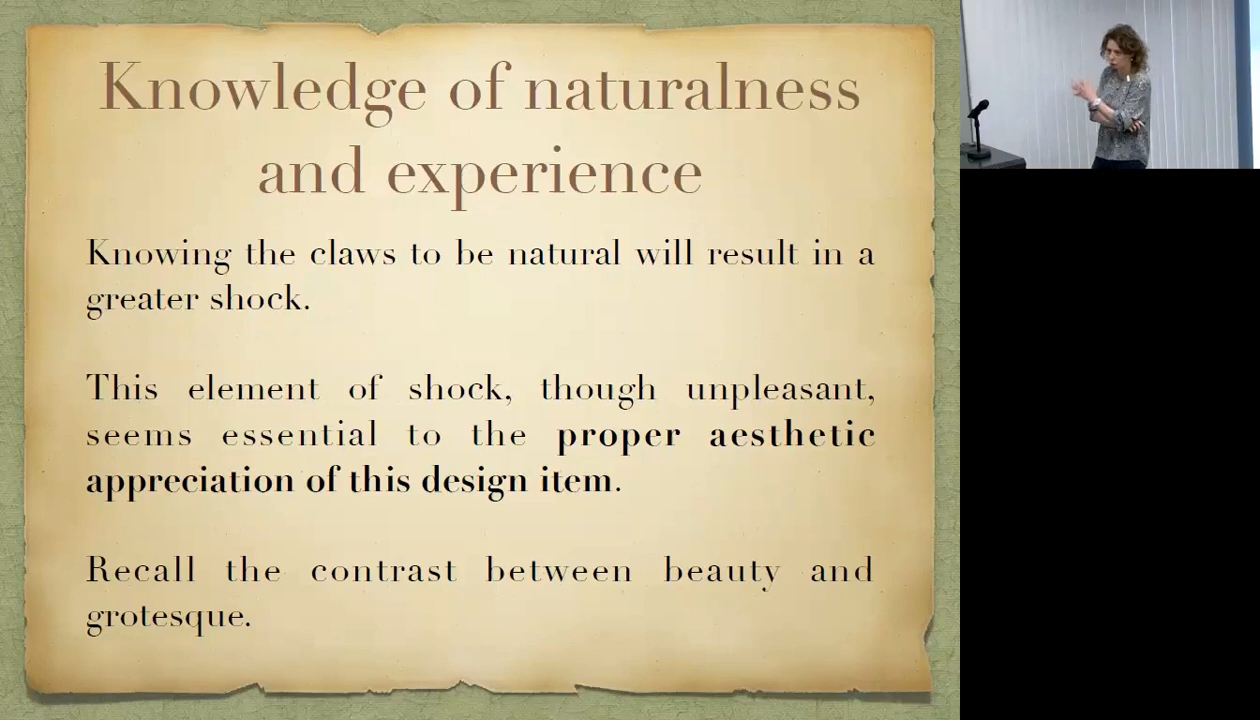 Knowledge of naturalness
and experience
Knowing the claws to be natural will result in a
greater shock.
This element of shock, though unpleasant,
seems essential to the proper aesthetic
appreciation of this design item.
Recall the contrast between beauty and
grotesque.